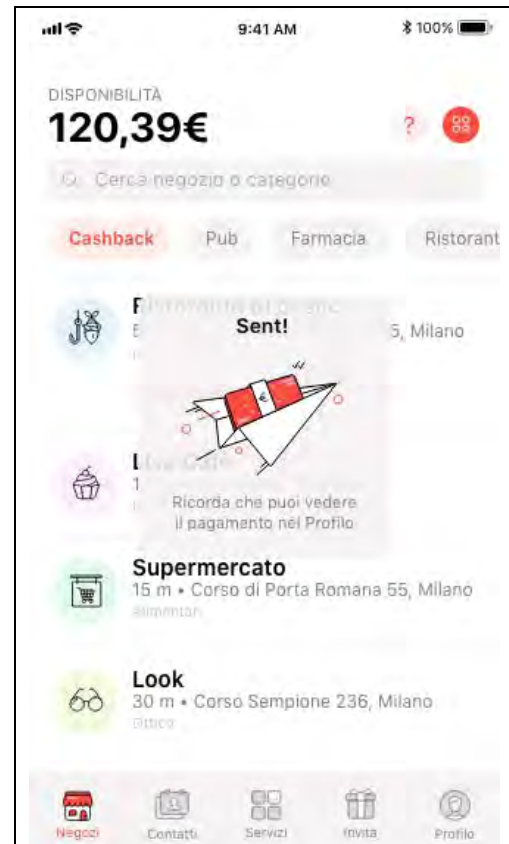 9:41 AM
100%
DISPONIBILITÀ
120,39€
?
Cerca negozio o categorie
Cashback Pub Farmacia Ristorant
Sent!
5, Milano
€
Ricorda che puoi vedere
il pagamento nel Profilo
Supermercato
15 m • Corso di Porta Romana 55, Milano
Alimentari
Look
30 m • Corso Sempione 236, Milano
Ottica
Negozi Contatti Servizi Invita Profilo